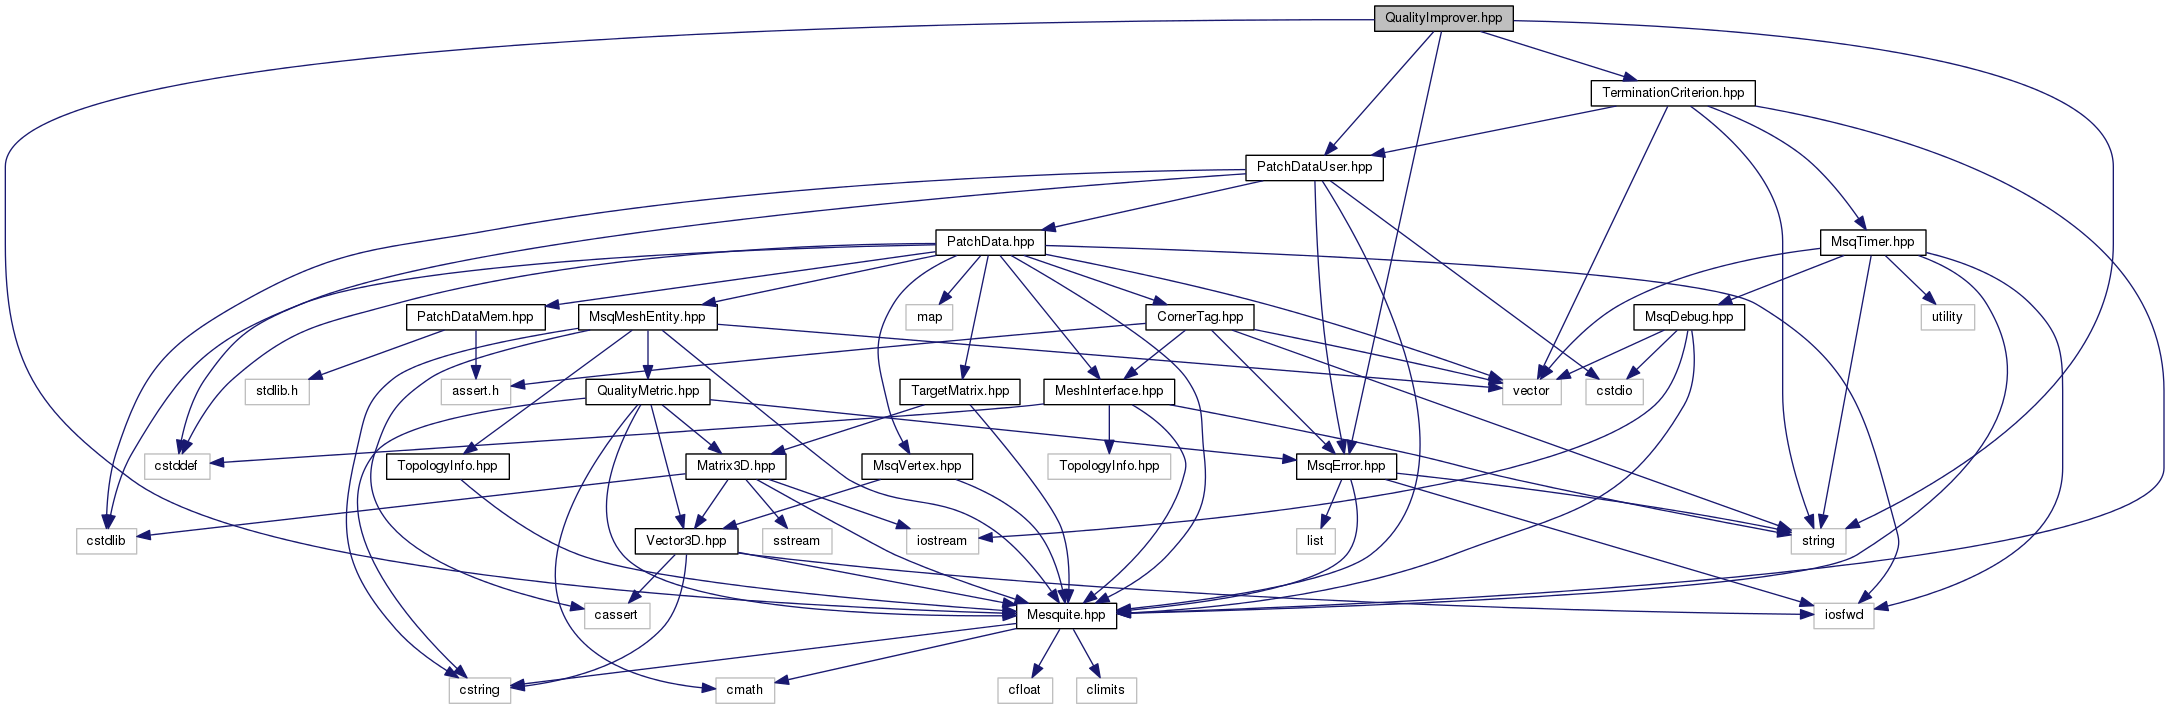 QualityImprover.hpp
TerminationCriterion.hpp
PatchDataUser.hpp
PatchData.hpp
MsqTimer.hpp
PatchDataMem.hpp
MsqMeshEntity.hpp
map
CornerTag.hpp
MsqDebug.hpp
utility
stdlib.h
assert.h
QualityMetric.hpp
TargetMatrix.hpp
MeshInterface.hpp
vector
cstdio
cstddef
TopologyInfo.hpp
Matrix3D.hpp
MsqVertex.hpp
TopologyInfo.hpp
MsqError.hpp
cstdlib
Vector3D.hpp
sstream
iostream
list
string
cassert
Mesquite.hpp
iosfwd
cstring
cmath
cfloat
climits